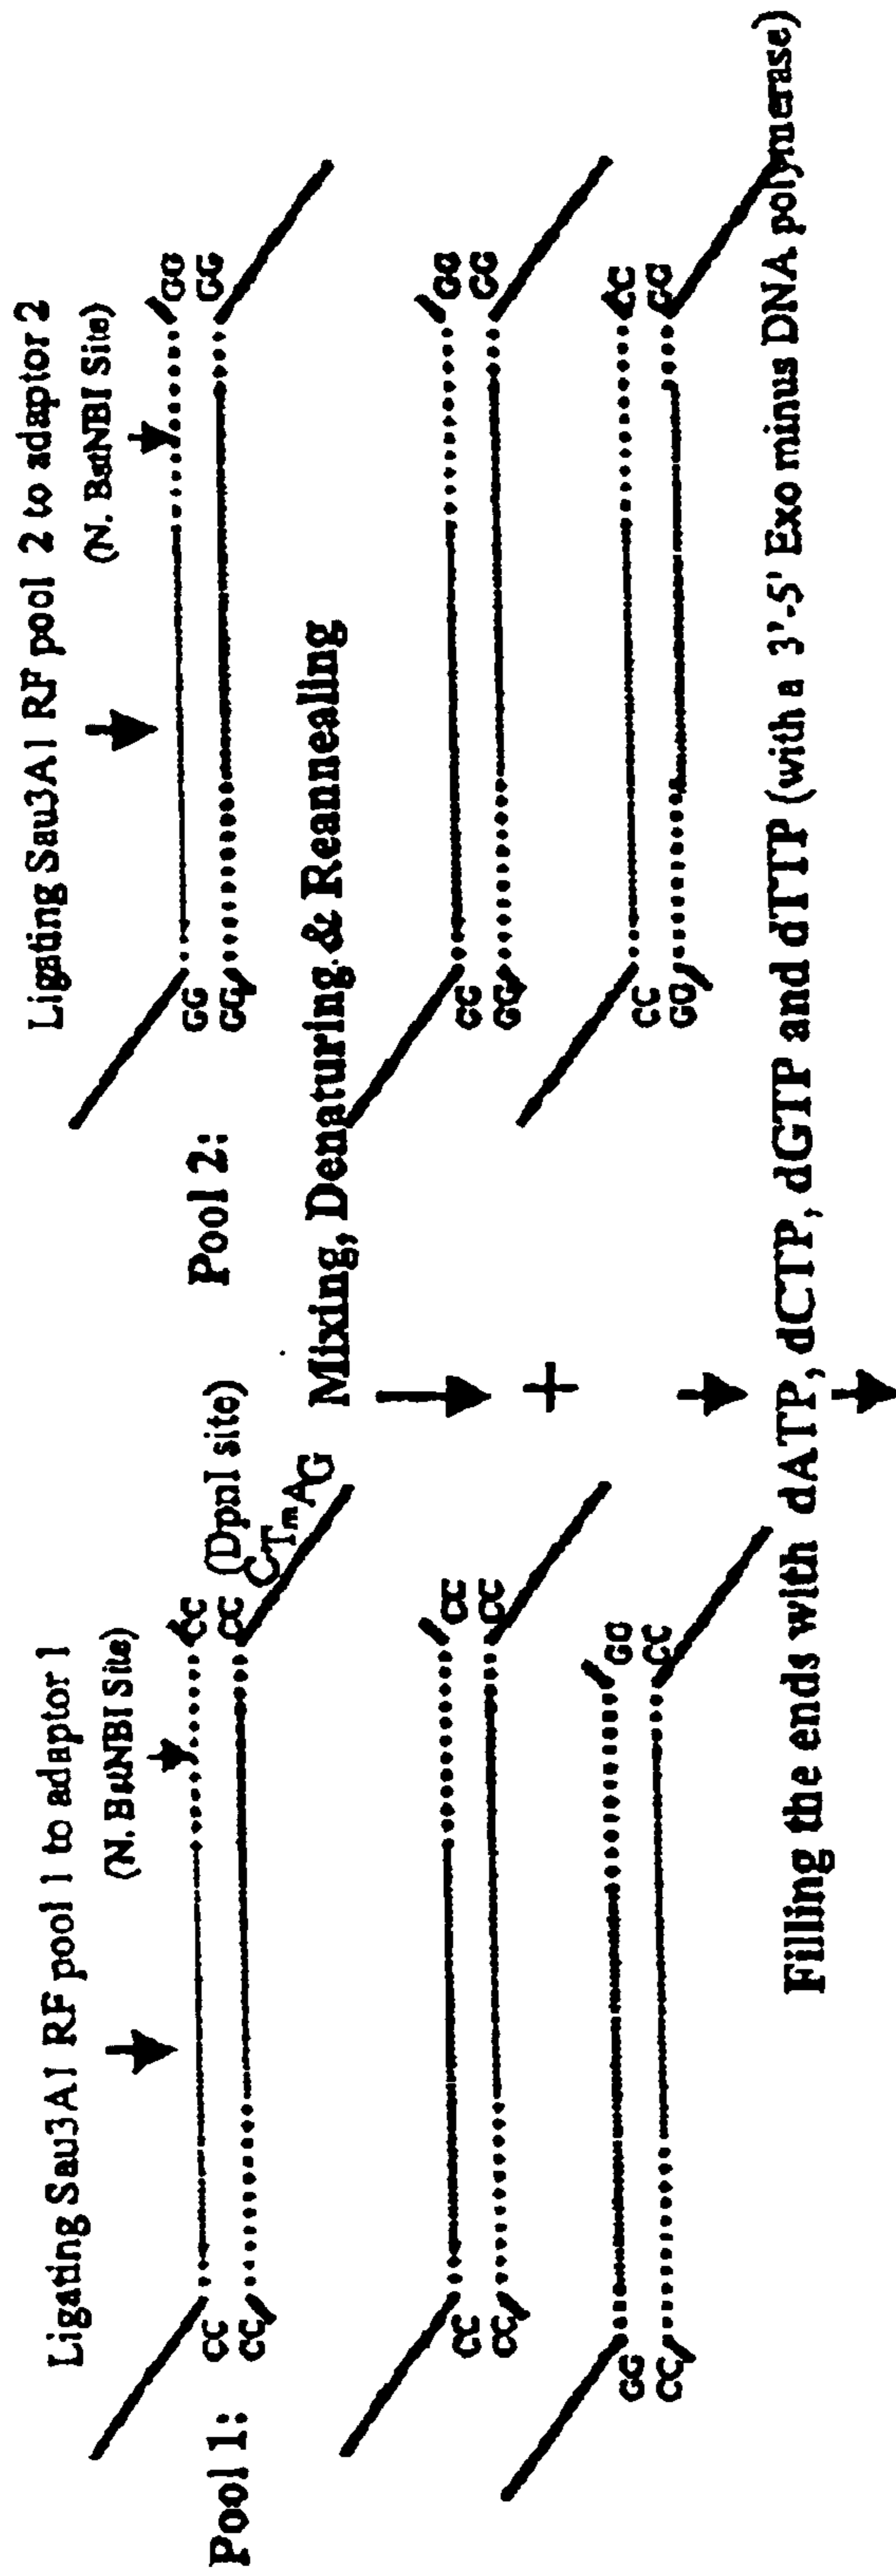 Ligating Sau3A1 RF pool 1 to adaptor 1
(N. BstNBI Site)
Pool 1:
CC CC
CC CC
(DpnI site)
CTmAG
Ligating Sau3A1 RF pool 2 to adaptor 2
(N. BstNBI Site)
Pool 2:
GG GG
GG GG
Mixing, Denaturing & Reannealing
CC CC
CC CC
+
GG GG
GG GG
GG GG
CC CC
CC CC
GG GG
Filling the ends with dATP, dCTP, dGTP and dTTP (with a 3'-5' Exo minus DNA polymerase)